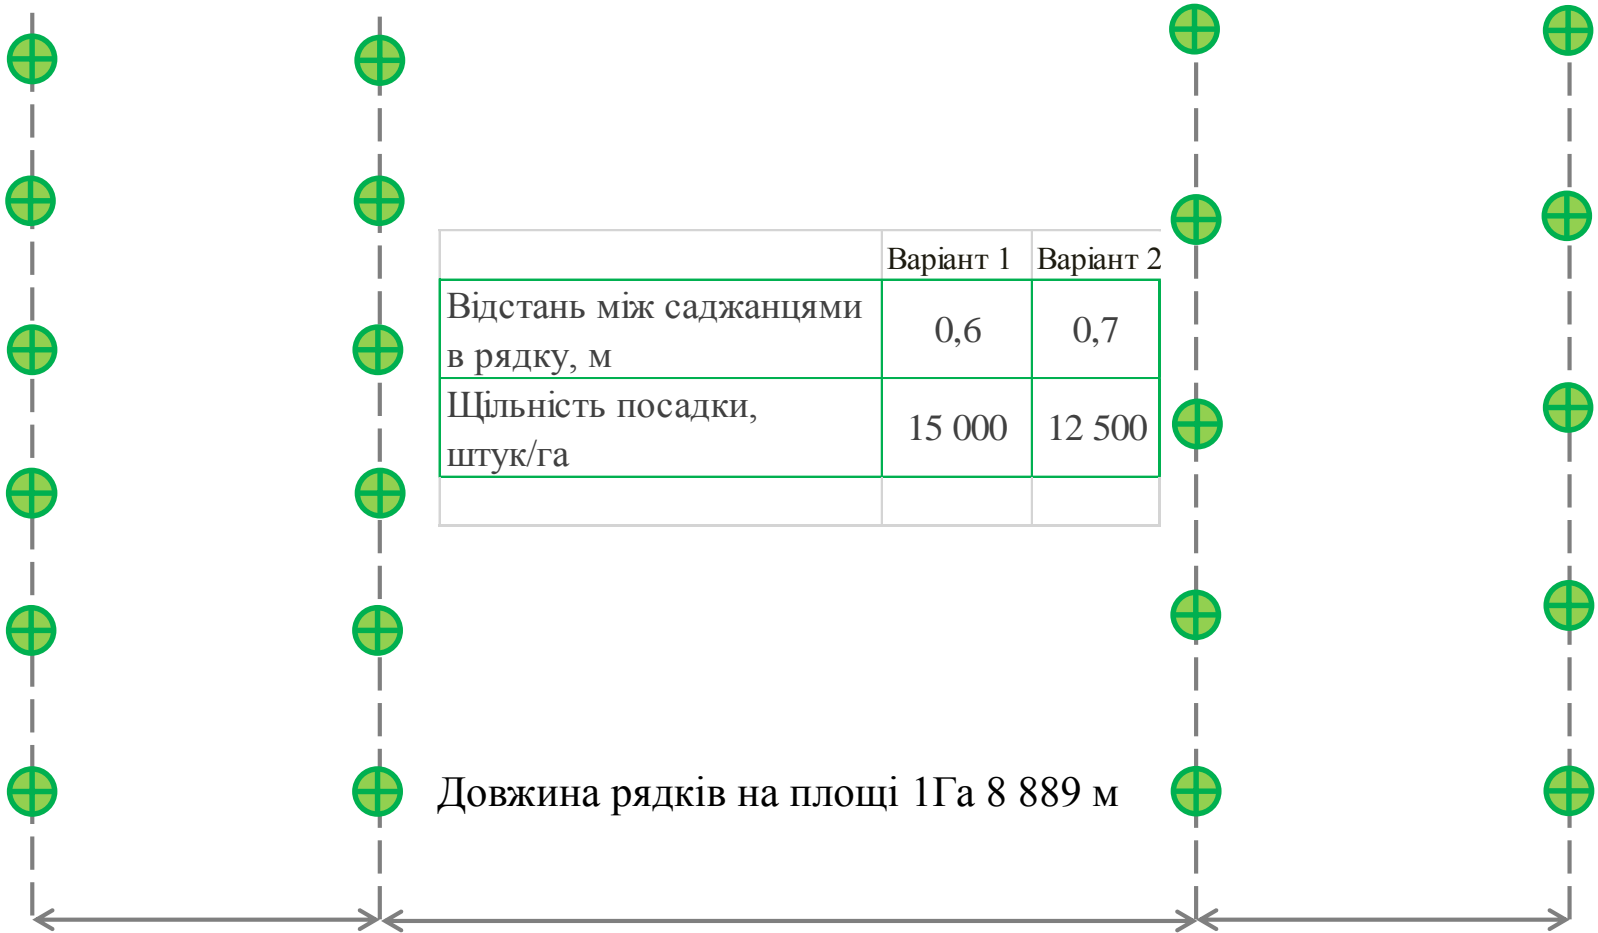 Варіант 1 Варіант 2
Відстань між саджанцями
в рядку, м
0,6 0,7
Щільність посадки,
штук/га
15 000 12 500
Довжина рядків на площі 1Га 8 889 м